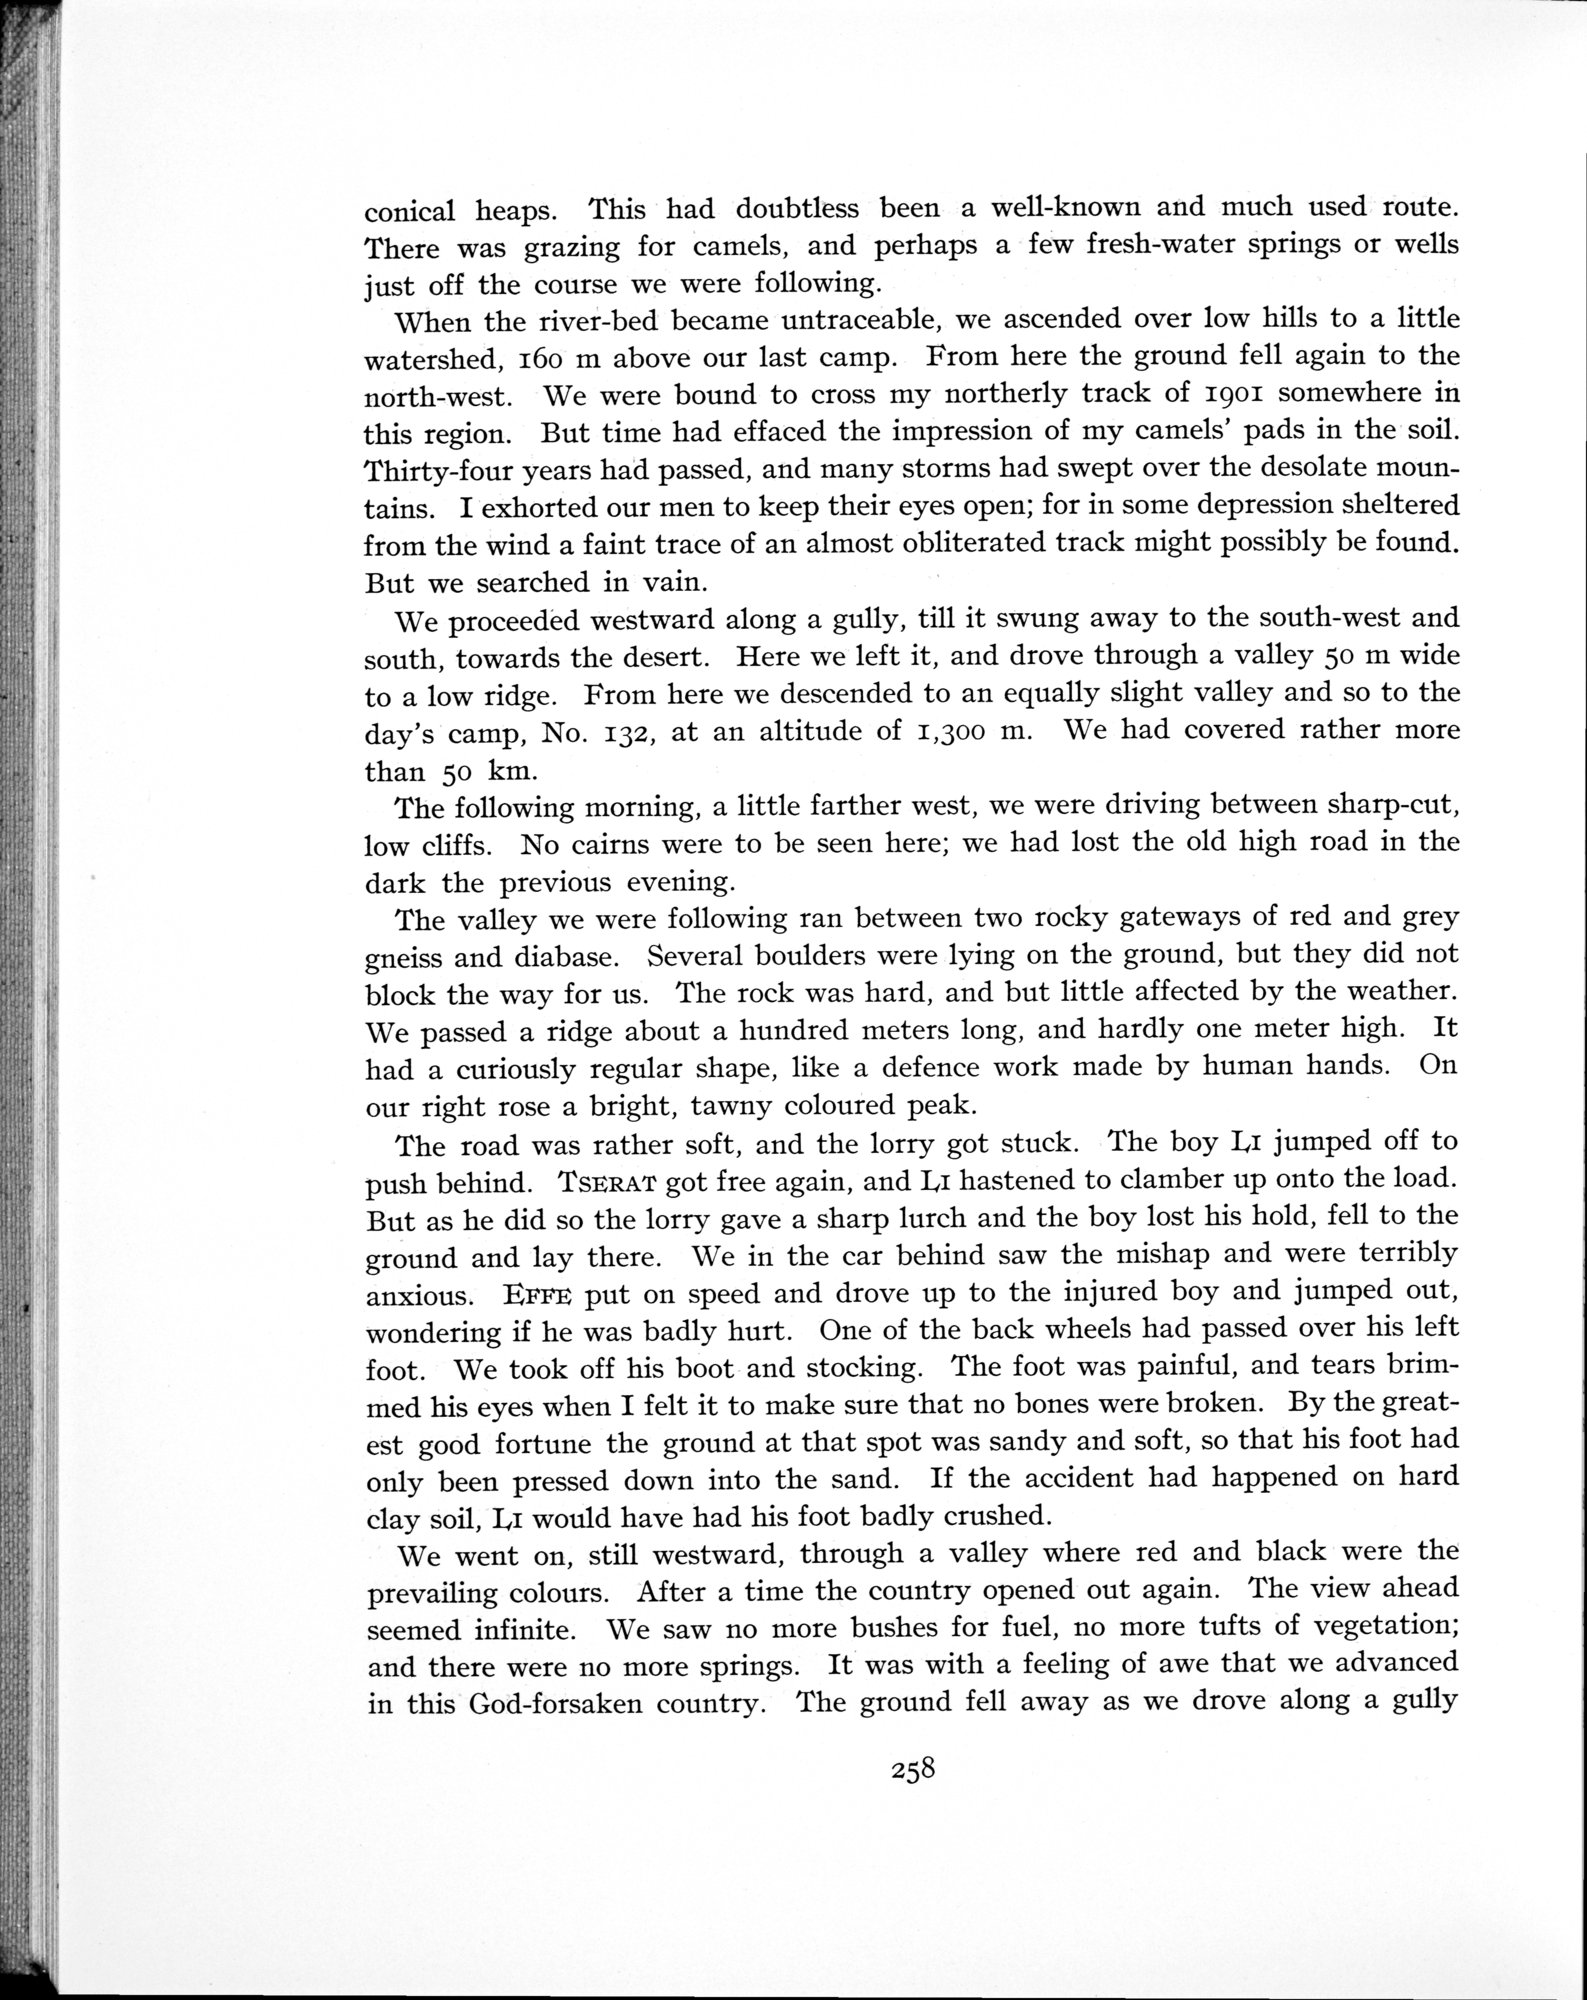 conical heaps. This had doubtless been a well-known and much used route.
There was grazing for camels, and perhaps a few fresh-water springs or wells
just off the course we were following.
When the river-bed became untraceable, we ascended over low hills to a little
watershed, 160 m above our last camp. From here the ground fell again to the
north-west. We were bound to cross my northerly track of 1901 somewhere in
this region. But time had effaced the impression of my camels' pads in the soil.
Thirty-four years had passed, and many storms had swept over the desolate moun-
tains. I exhorted our men to keep their eyes open; for in some depression sheltered
from the wind a faint trace of an almost obliterated track might possibly be found.
But we searched in vain.
We proceeded westward along a gully, till it swung away to the south-west and
south, towards the desert. Here we left it, and drove through a valley 50 m wide
to a low ridge. From here we descended to an equally slight valley and so to the
day's camp, No. 132, at an altitude of 1,300 m. We had covered rather more
than 50 km.
The following morning, a little farther west, we were driving between sharp-cut,
low cliffs. No cairns were to be seen here; we had lost the old high road in the
dark the previous evening.
The valley we were following ran between two rocky gateways of red and grey
gneiss and diabase. Several boulders were lying on the ground, but they did not
block the way for us. The rock was hard, and but little affected by the weather.
We passed a ridge about a hundred meters long, and hardly one meter high. It
had a curiously regular shape, like a defence work made by human hands. On
our right rose a bright, tawny coloured peak.
The road was rather soft, and the lorry got stuck. The boy LI jumped off to
push behind. TSERAT got free again, and LI hastened to clamber up onto the load.
But as he did so the lorry gave a sharp lurch and the boy lost his hold, fell to the
ground and lay there. We in the car behind saw the mishap and were terribly
anxious. EFFE put on speed and drove up to the injured boy and jumped out,
wondering if he was badly hurt. One of the back wheels had passed over his left
foot. We took off his boot and stocking. The foot was painful, and tears brim-
med his eyes when I felt it to make sure that no bones were broken. By the great-
est good fortune the ground at that spot was sandy and soft, so that his foot had
only been pressed down into the sand. If the accident had happened on hard
clay soil, LI would have had his foot badly crushed.
We went on, still westward, through a valley where red and black were the
prevailing colours. After a time the country opened out again. The view ahead
seemed infinite. We saw no more bushes for fuel, no more tufts of vegetation;
and there were no more springs. It was with a feeling of awe that we advanced
in this God-forsaken country. The ground fell away as we drove along a gully
258